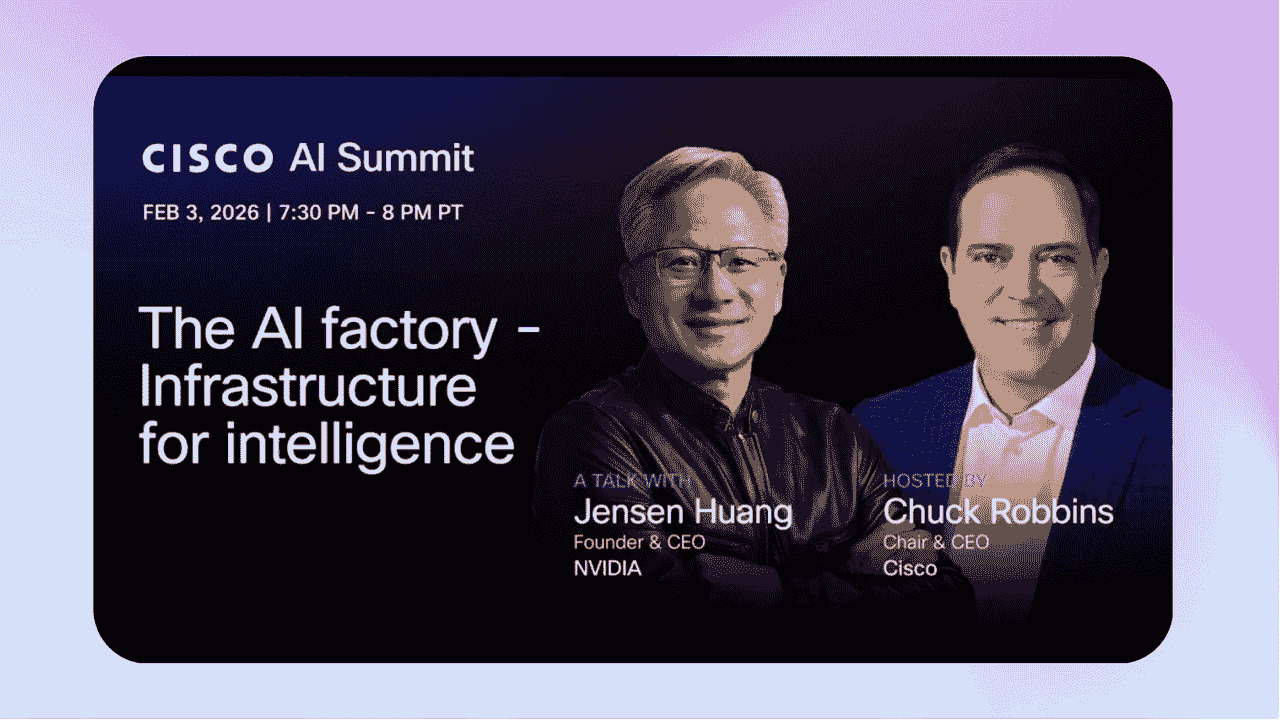 CISCO AI Summit
FEB 3, 2026 | 7:30 PM - 8 PM PT
The AI factory -
Infrastructure
for intelligence
A TALK WITH
Jensen Huang
Founder & CEO
NVIDIA
HOSTED BY
Chuck Robbins
Chair & CEO
Cisco